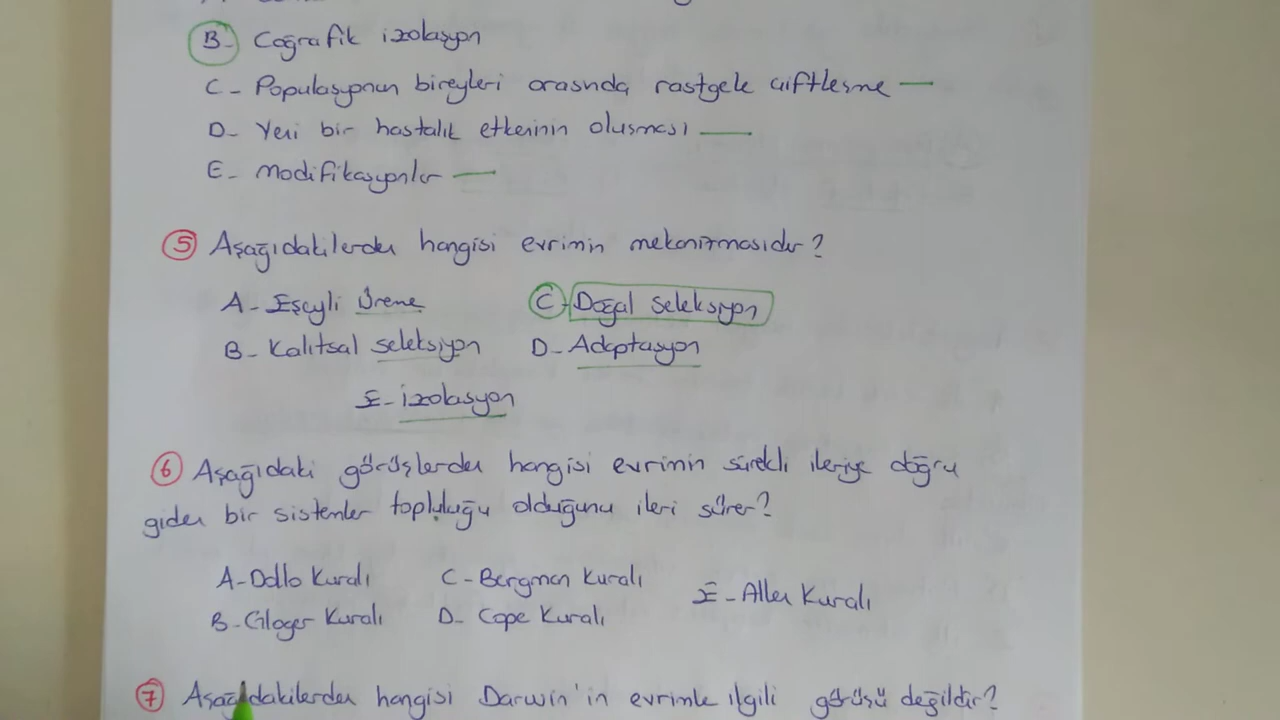 B- Coğrafik izolasyon
C- Populasyonun bireyleri arasında rastgele çiftleşme
D- Yeni bir hastalık etkeninin oluşması
E- Modifikasyonlar
5 Aşağıdakilerden hangisi evrimin mekanizmasıdır?
A- Eşeyli Üreme
C- Doğal Seleksiyon
B- Kalıtsal seleksiyon
D- Adaptasyon
E- izolasyon
6 Aşağıdaki görüşlerden hangisi evrimin sürekli ileriye doğru
giden bir sistemler topluluğu olduğunu ileri sürer?
A- Dollo Kuralı
C- Bergman Kuralı
E- Allen Kuralı
B- Gloger Kuralı
D- Cope Kuralı
7 Aşağıdakilerden hangisi Darwin'in evrimle ilgili görüşü değildir?